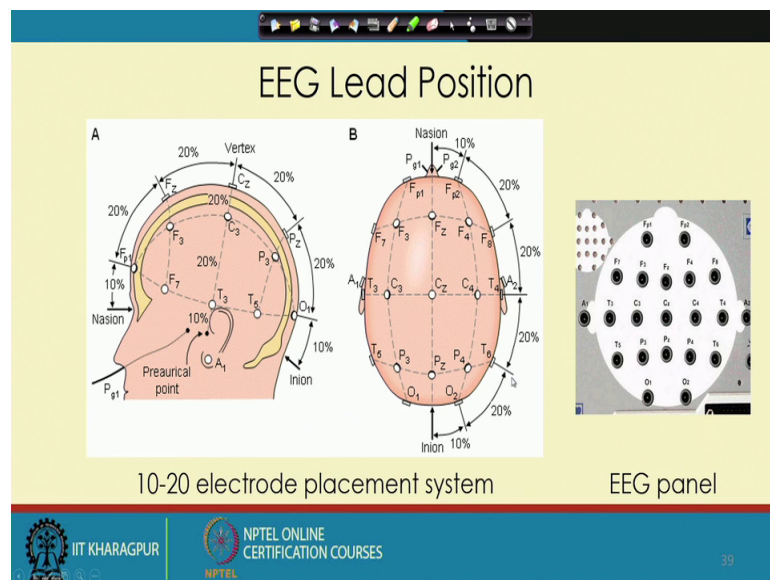 EEG Lead Position
A
20%
Vertex
20%
Fz
Cz
20%
20%
20%
F3
C3
Pz
Fp1
P3
20%
20%
10%
F7
T3
T5
O1
Nasion
10%
10%
A1
Preaurical
point
Inion
Pg1
B
Nasion
10%
Pg1
Pg2
Fp1
Fp2
20%
F7
F3
Fz
F4
F8
20%
A1
T3
C3
Cz
C4
T4
A2
20%
T5
P3
Pz
P4
T6
O1
O2
20%
Inion
10%
Fp1
Fp2
F7
F3
Fz
F4
F8
A1
T3
C3
Cz
C4
T4
T5
P3
Pz
P4
T6
O1
O2
10-20 electrode placement system
EEG panel
IIT KHARAGPUR
NPTEL
NPTEL ONLINE
CERTIFICATION COURSES
39